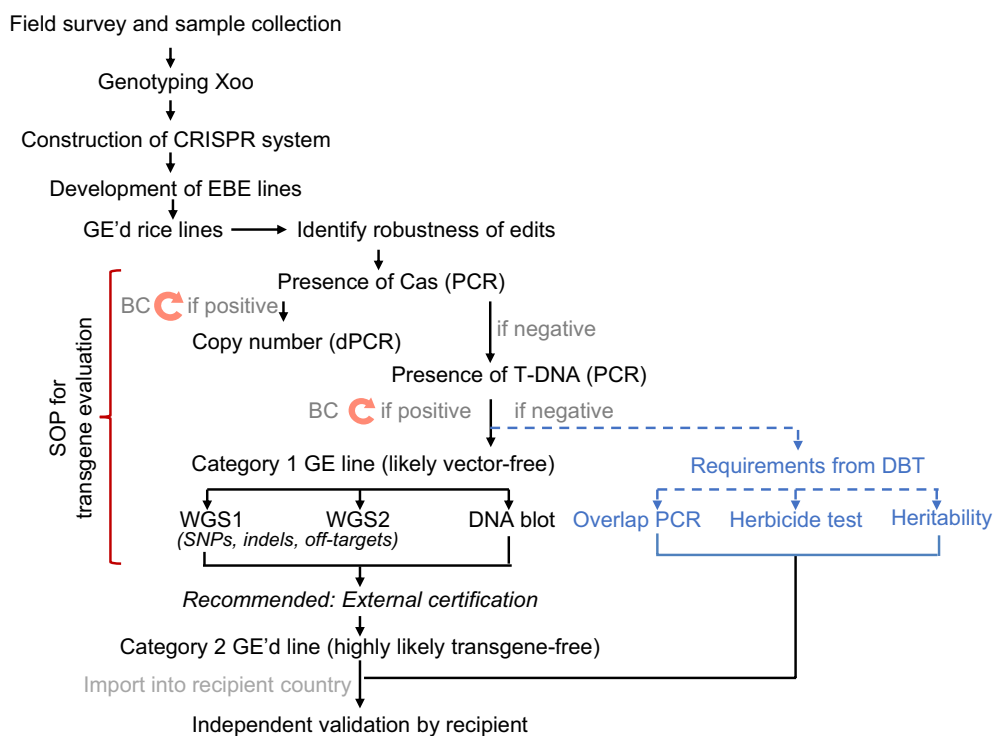 Field survey and sample collection
Genotyping Xoo
Construction of CRISPR system
Development of EBE lines
GE’d rice lines
Identify robustness of edits
Presence of Cas (PCR)
BC if positive
if negative
Copy number (dPCR)
Presence of T-DNA (PCR)
BC if positive
if negative
SOP for
transgene evaluation
Category 1 GE line (likely vector-free)
Requirements from DBT
WGS1
WGS2
DNA blot
(SNPs, indels, off-targets)
Overlap PCR
Herbicide test
Heritability
Recommended: External certification
Category 2 GE’d line (highly likely transgene-free)
Import into recipient country
Independent validation by recipient